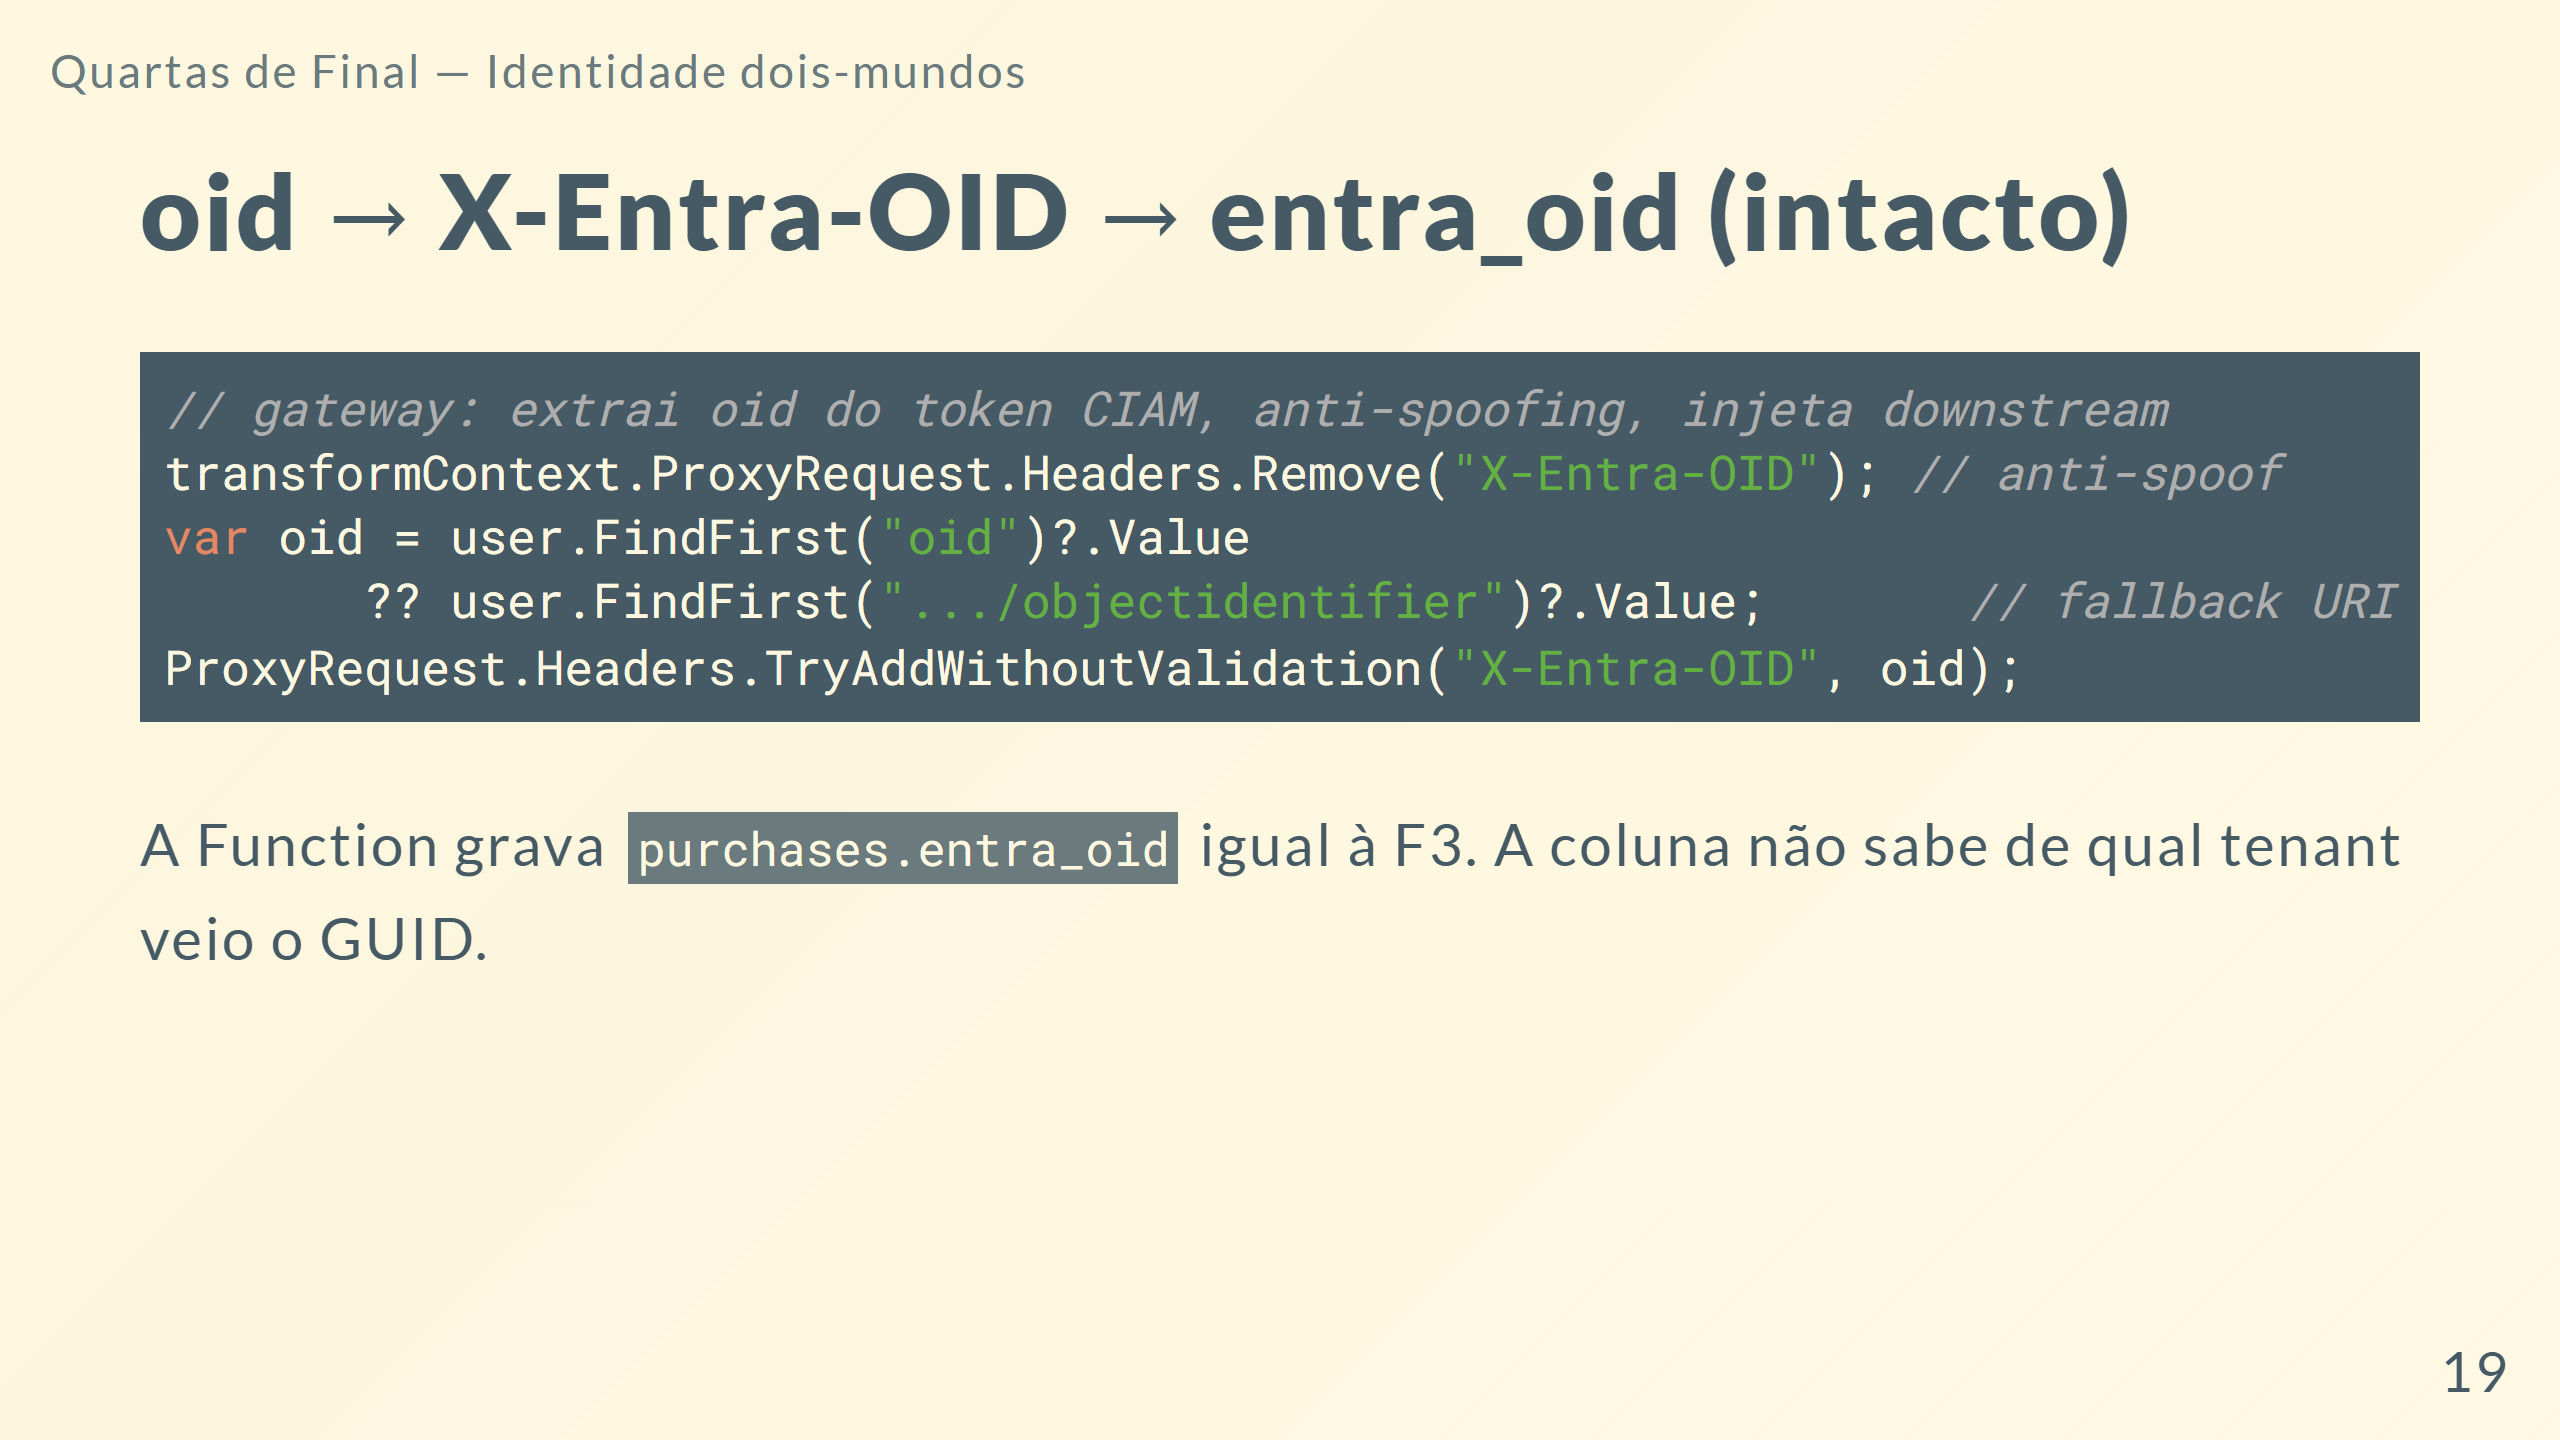 Quartas de Final — Identidade dois-mundos
oid → X-Entra-OID → entra_oid (intacto)
// gateway: extrai oid do token CIAM, anti-spoofing, injeta downstream
transformContext.ProxyRequest.Headers.Remove("X-Entra-OID"); // anti-spoof
var oid = user.FindFirst("oid")?.Value
       ?? user.FindFirst(".../objectidentifier")?.Value;       // fallback URI
ProxyRequest.Headers.TryAddWithoutValidation("X-Entra-OID", oid);
A Function grava purchases.entra_oid igual à F3. A coluna não sabe de qual tenant
veio o GUID.
19